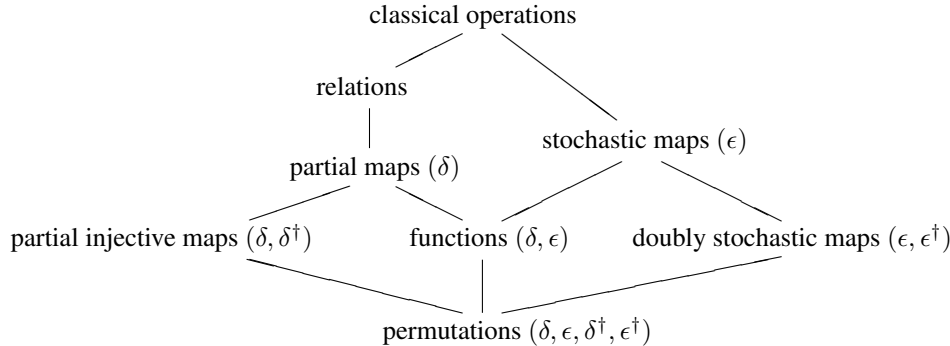 classical operations
relations
stochastic maps (ϵ)
partial maps (δ)
partial injective maps (δ, δ†)
functions (δ, ϵ)
doubly stochastic maps (ϵ, ϵ†)
permutations (δ, ϵ, δ†, ϵ†)